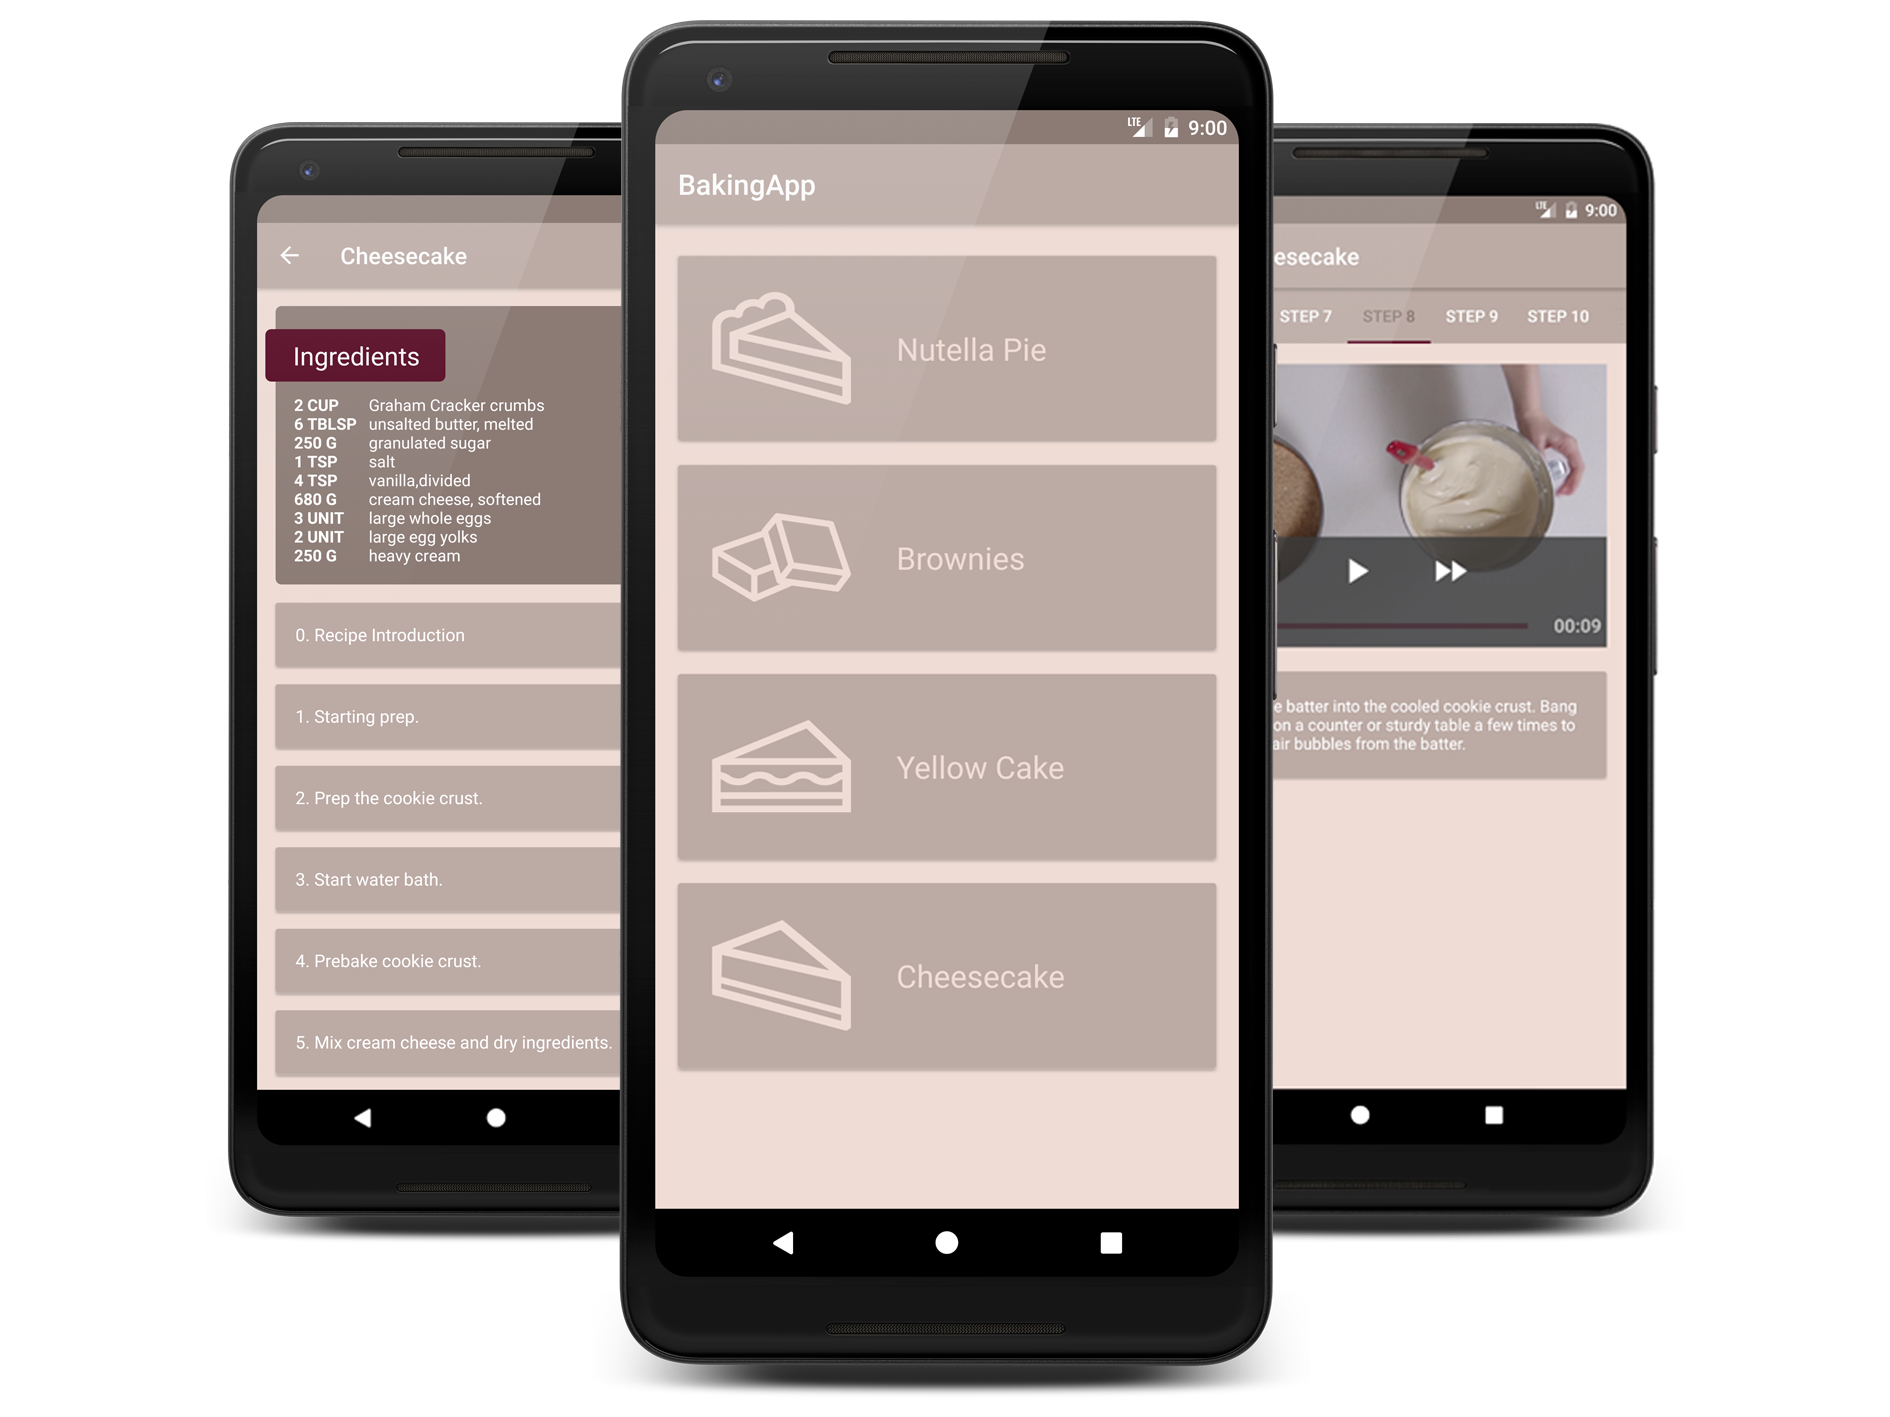 Cheesecake
Ingredients
2 CUP Graham Cracker crumbs
6 TBLSP unsalted butter, melted
250 G granulated sugar
1 TSP salt
4 TSP vanilla,divided
680 G cream cheese, softened
3 UNIT large whole eggs
2 UNIT large egg yolks
250 G heavy cream
0. Recipe Introduction
1. Starting prep.
2. Prep the cookie crust.
3. Start water bath.
4. Prebake cookie crust.
5. Mix cream cheese and dry ingredients.
LTE 9:00
BakingApp
Nutella Pie
Brownies
Yellow Cake
Cheesecake
LTE 9:00
esecake
STEP 7 STEP 8 STEP 9 STEP 10
00:09
e batter into the cooled cookie crust. Bang
on a counter or sturdy table a few times to
air bubbles from the batter.